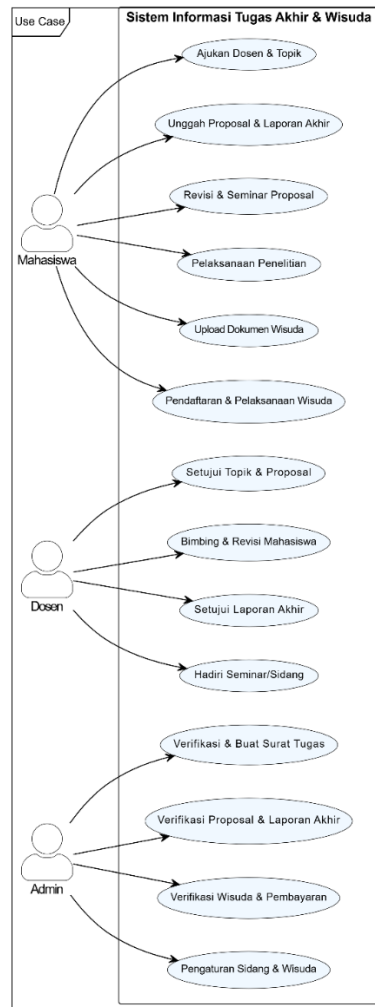 Use Case
Sistem Informasi Tugas Akhir & Wisuda
Ajukan Dosen & Topik
Unggah Proposal & Laporan Akhir
Revisi & Seminar Proposal
Mahasiswa
Pelaksanaan Penelitian
Upload Dokumen Wisuda
Pendaftaran & Pelaksanaan Wisuda
Setujui Topik & Proposal
Bimbing & Revisi Mahasiswa
Dosen
Setujui Laporan Akhir
Hadiri Seminar/Sidang
Verifikasi & Buat Surat Tugas
Verifikasi Proposal & Laporan Akhir
Admin
Verifikasi Wisuda & Pembayaran
Pengaturan Sidang & Wisuda